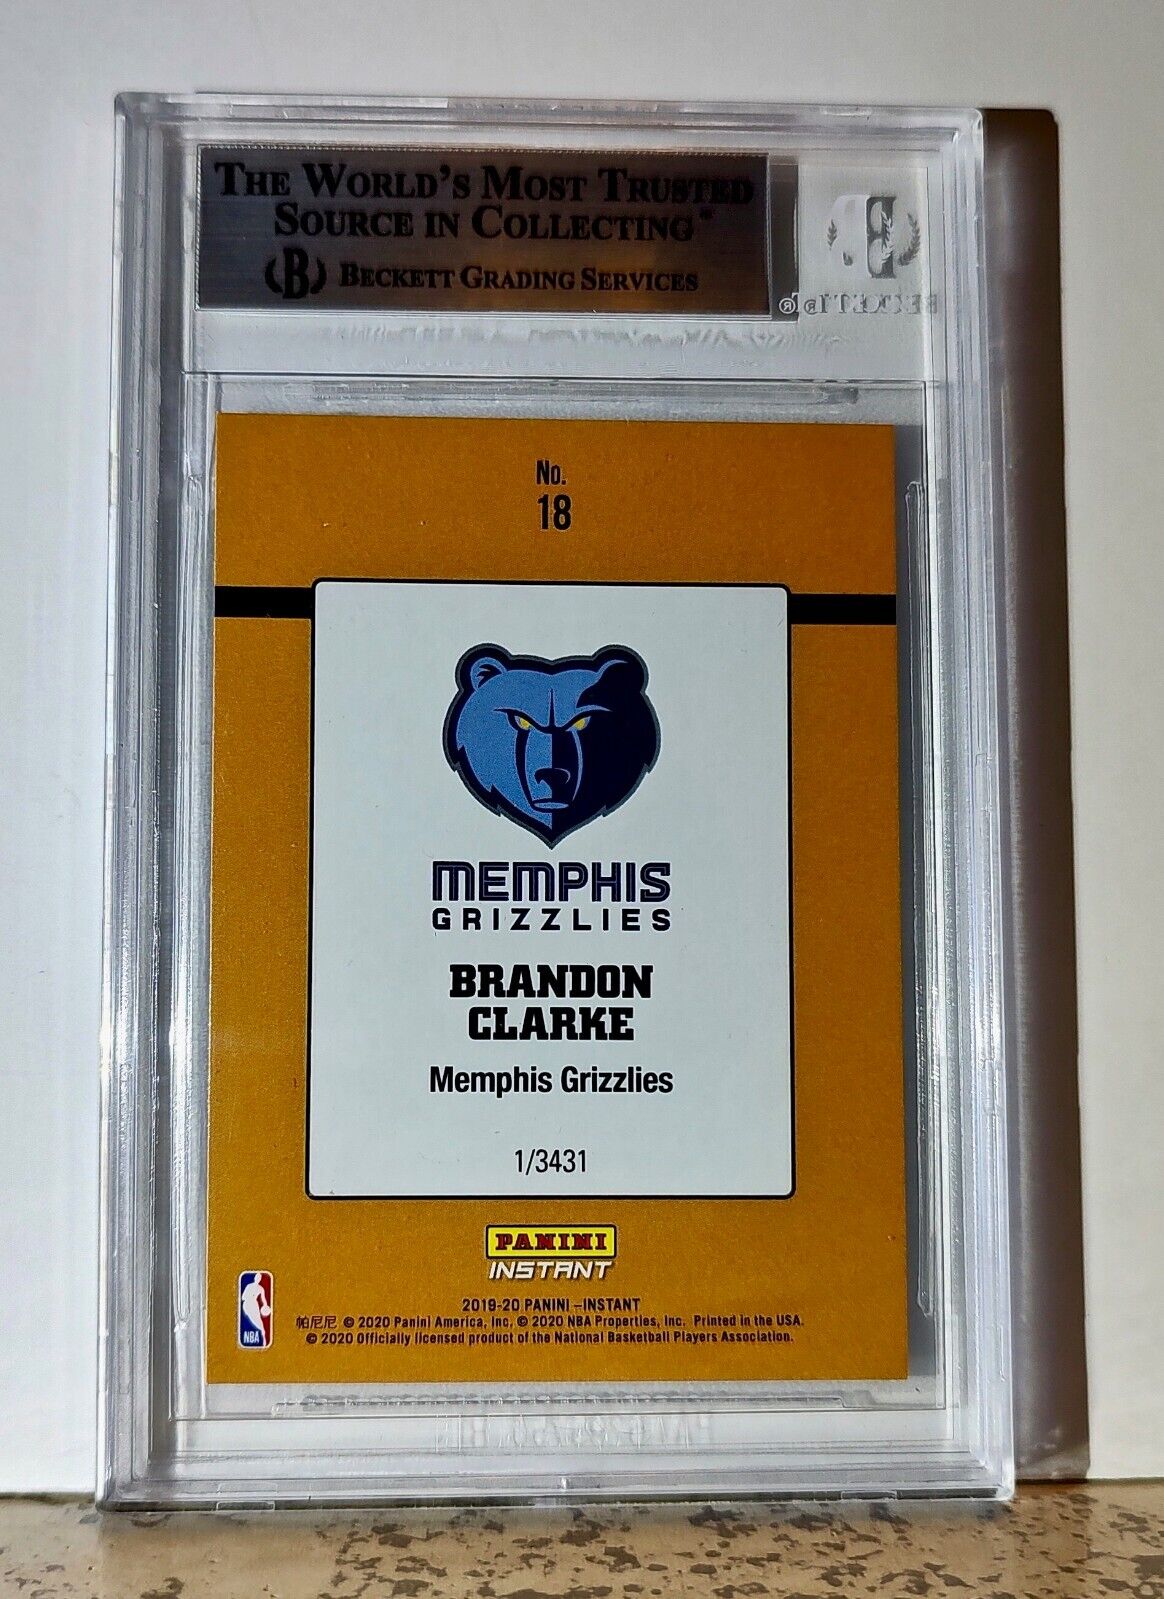 THE WORLD'S MOST TRUSTED
SOURCE IN COLLECTING®
B BECKETT GRADING SERVICES
No.
18
MEMPHIS
GRIZZLIES
BRANDON
CLARKE
Memphis Grizzlies
1/3431
PANINI
INSTANT
NBA
2019-20 PANINI –INSTANT
帕尼尼 © 2020 Panini America, Inc, © 2020 NBA Properties, Inc. Printed in the USA.
© 2020 Officially licensed product of the National Basketball Players Association.